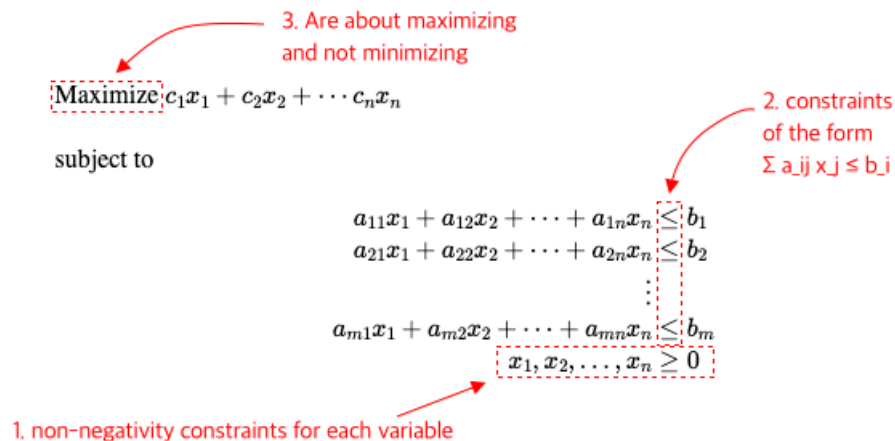 3. Are about maximizing
and not minimizing
Maximize c₁x₁ + c₂x₂ + ⋯ cₙxₙ
2. constraints
of the form
Σ a_ij x_j ≤ b_i
subject to
a₁₁x₁ + a₁₂x₂ + ⋯ + a₁ₙxₙ ≤ b₁
a₂₁x₁ + a₂₂x₂ + ⋯ + a₂ₙxₙ ≤ b₂
⋮
aₘ₁x₁ + aₘ₂x₂ + ⋯ + aₘₙxₙ ≤ bₘ
x₁, x₂, …, xₙ ≥ 0
1. non-negativity constraints for each variable